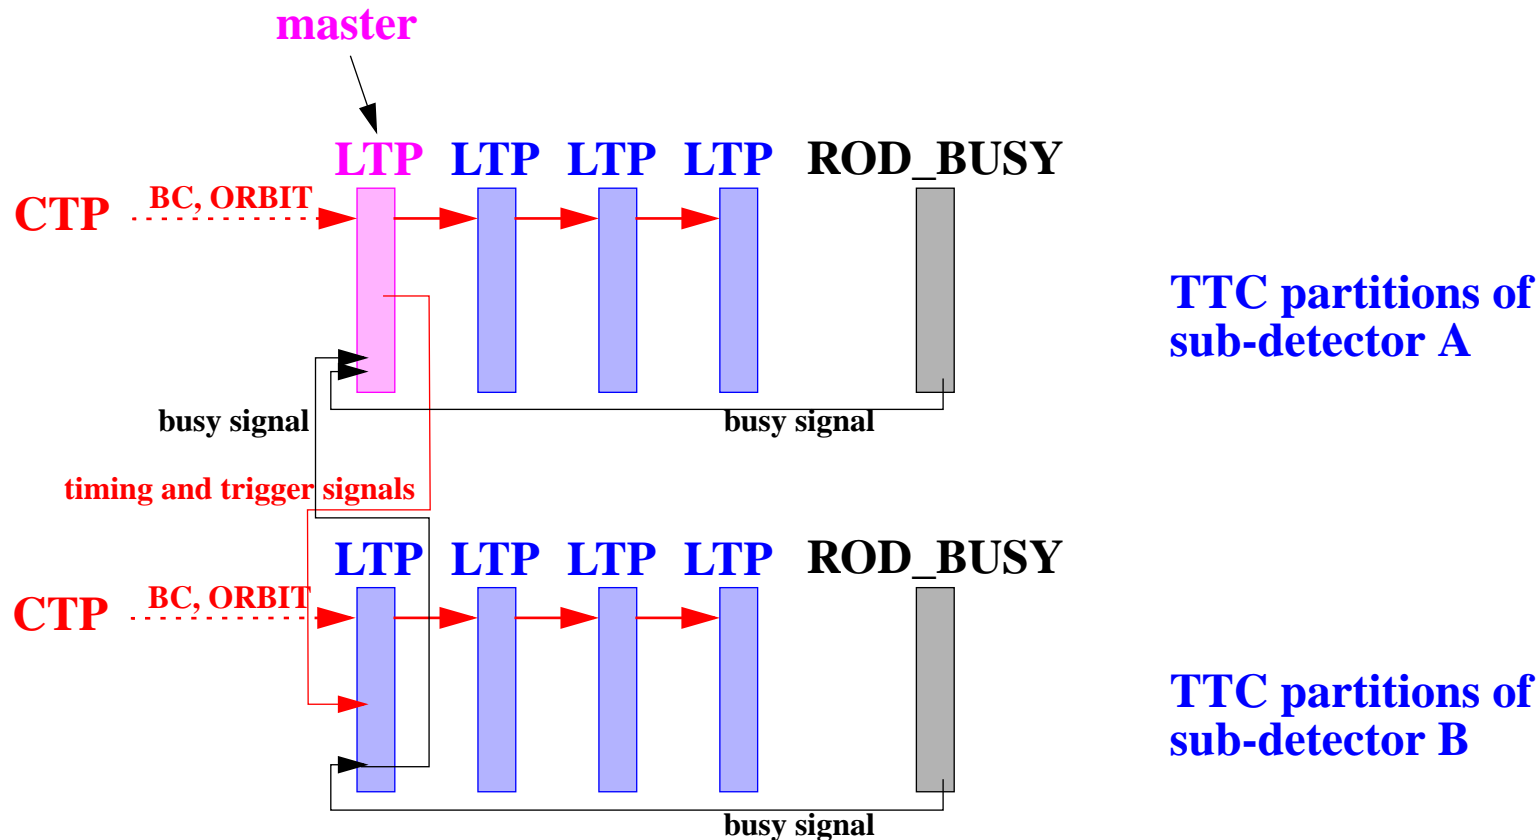 master
LTP LTP LTP LTP ROD_BUSY
BC, ORBIT
CTP
TTC partitions of
sub-detector A
busy signal
busy signal
timing and trigger signals
LTP LTP LTP LTP ROD_BUSY
BC, ORBIT
CTP
TTC partitions of
sub-detector B
busy signal